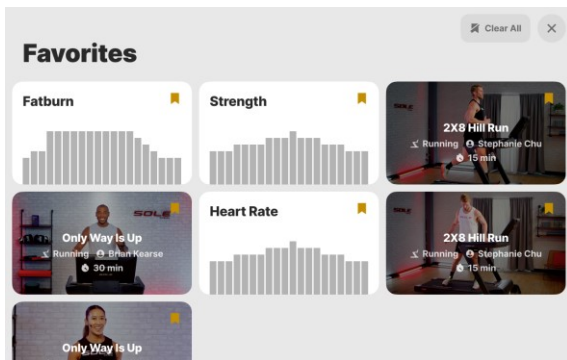 Clear All
Favorites
Fatburn
Strength
2X8 Hill Run
Running Stephanie Chu
15 min
SOLE
Only Way Is Up
Running Brian Kearse
30 min
Heart Rate
2X8 Hill Run
Running Stephanie Chu
15 min
Only Way Is Up